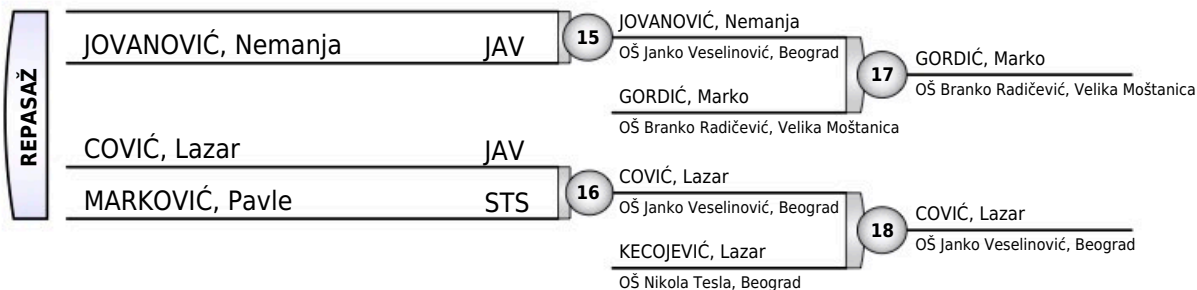 REPASAŽ
JOVANOVIĆ, Nemanja JAV
COVIĆ, Lazar JAV
MARKOVIĆ, Pavle STS
15
JOVANOVIĆ, Nemanja
OŠ Janko Veselinović, Beograd
GORDIĆ, Marko
OŠ Branko Radičević, Velika Moštanica
16
COVIĆ, Lazar
OŠ Janko Veselinović, Beograd
KECOJEVIĆ, Lazar
OŠ Nikola Tesla, Beograd
17
GORDIĆ, Marko
OŠ Branko Radičević, Velika Moštanica
18
COVIĆ, Lazar
OŠ Janko Veselinović, Beograd